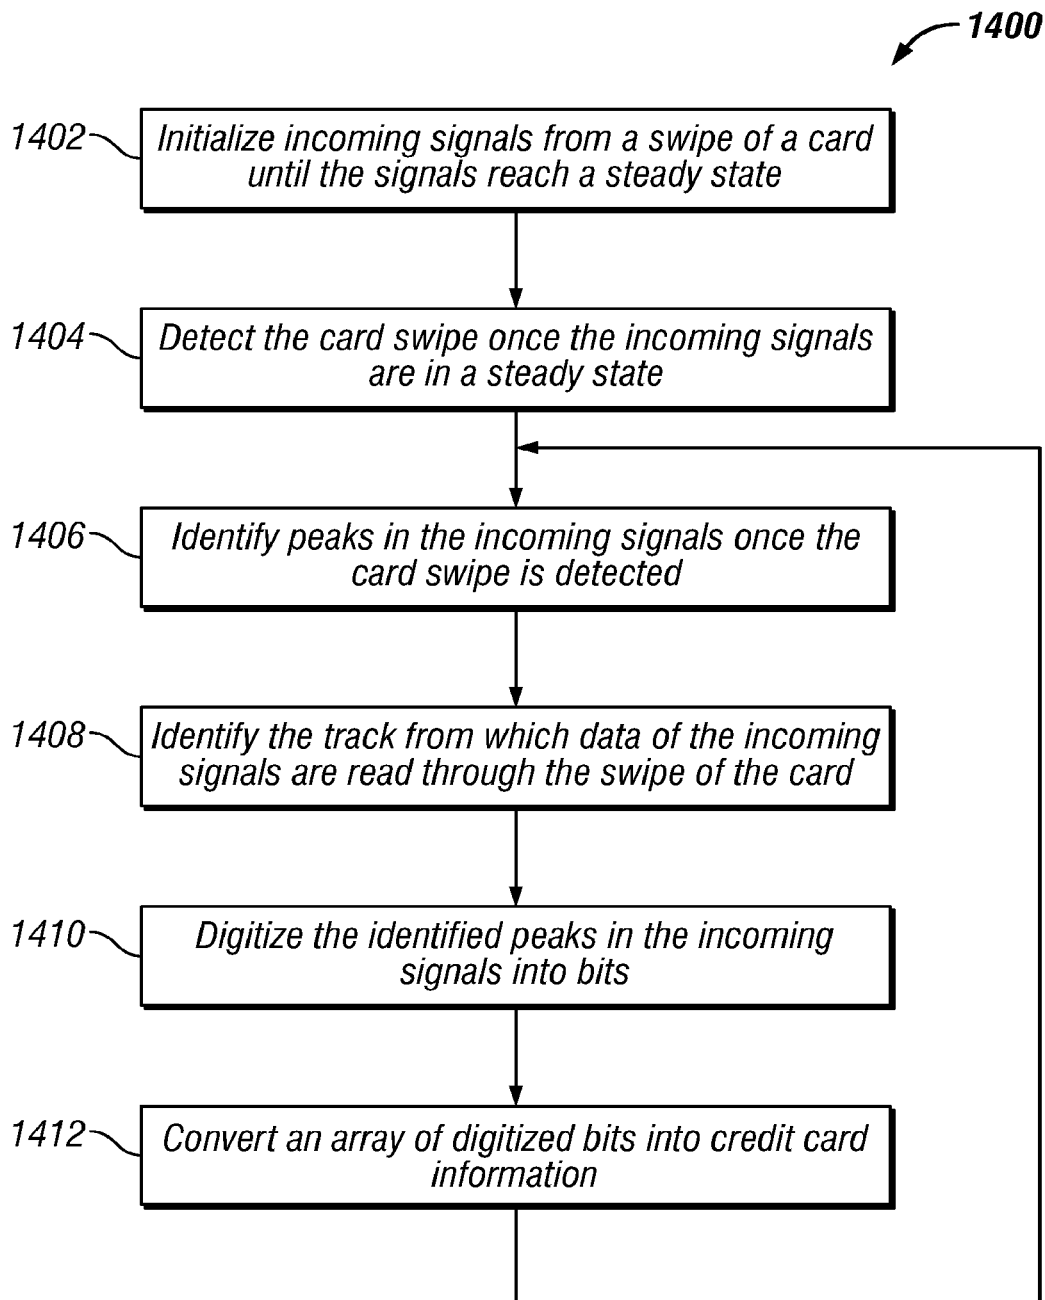 1400
1402
Initialize incoming signals from a swipe of a card
until the signals reach a steady state
1404
Detect the card swipe once the incoming signals
are in a steady state
1406
Identify peaks in the incoming signals once the
card swipe is detected
1408
Identify the track from which data of the incoming
signals are read through the swipe of the card
1410
Digitize the identified peaks in the incoming
signals into bits
1412
Convert an array of digitized bits into credit card
information